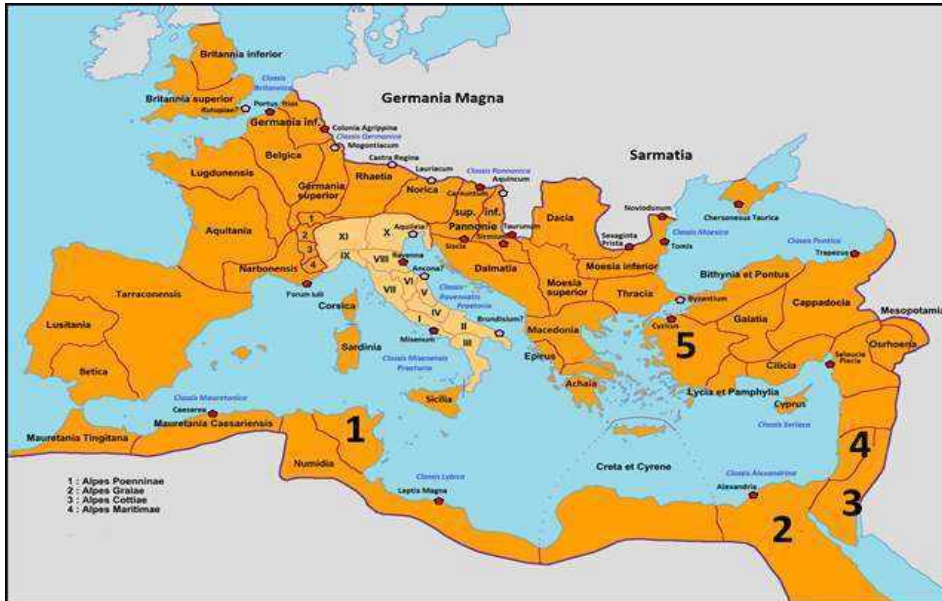 Britannia inferior
Classis
Britannica
Britannia superior
Rutupiae?
Portus Itius
Germania Magna
Germania inf.
Colonia Agrippina
Classis Germanica
Mogontiacum
Belgica
Castra Regina
Lauriacum
Classis Pannonica
Aquincum
Carnuntum
Sarmatia
Lugdunensis
Germania
superior
Rhaetia
Norica
sup.
inf.
Pannonie
Taurunum
Sirmium
Siscia
Dacia
Noviodunum
Chersonesus Taurica
Sexaginta
Prista
Classis Moesica
Tomis
Classis Pontica
Trapezus
Aquitania
1
2
3
4
XI
X
Aquileia?
IX
VIII
Ravenna
Dalmatia
Moesia inferior
Moesia
superior
Bithynia et Pontus
Narbonensis
Forum Iulii
VII
VI
V
Ancona?
Classis
Ravennatis
Praetoria
Thracia
Byzantium
Cappadocia
Galatia
Mesopotamia
Tarraconensis
Corsica
IV
I
II
III
Brundisium?
Misenum
Macedonia
Cyzicus
5
Osrhoena
Lusitania
Sardinia
Classis Misenensis
Praetoria
Epirus
Seleucia
Pieria
Cilicia
Betica
Achaia
Lycia et Pamphylia
Classis Mauretanica
Caesarea
Sicilia
Cyprus
Mauretania Tingitana
Mauretania Caesariensis
1
Classis Syriaca
4
Numidia
Creta et Cyrene
Classis Alexandrina
Classis Lybica
Leptis Magna
Alexandria
3
2
1 : Alpes Poenninae
2 : Alpes Graiae
3 : Alpes Cottiae
4 : Alpes Maritimae